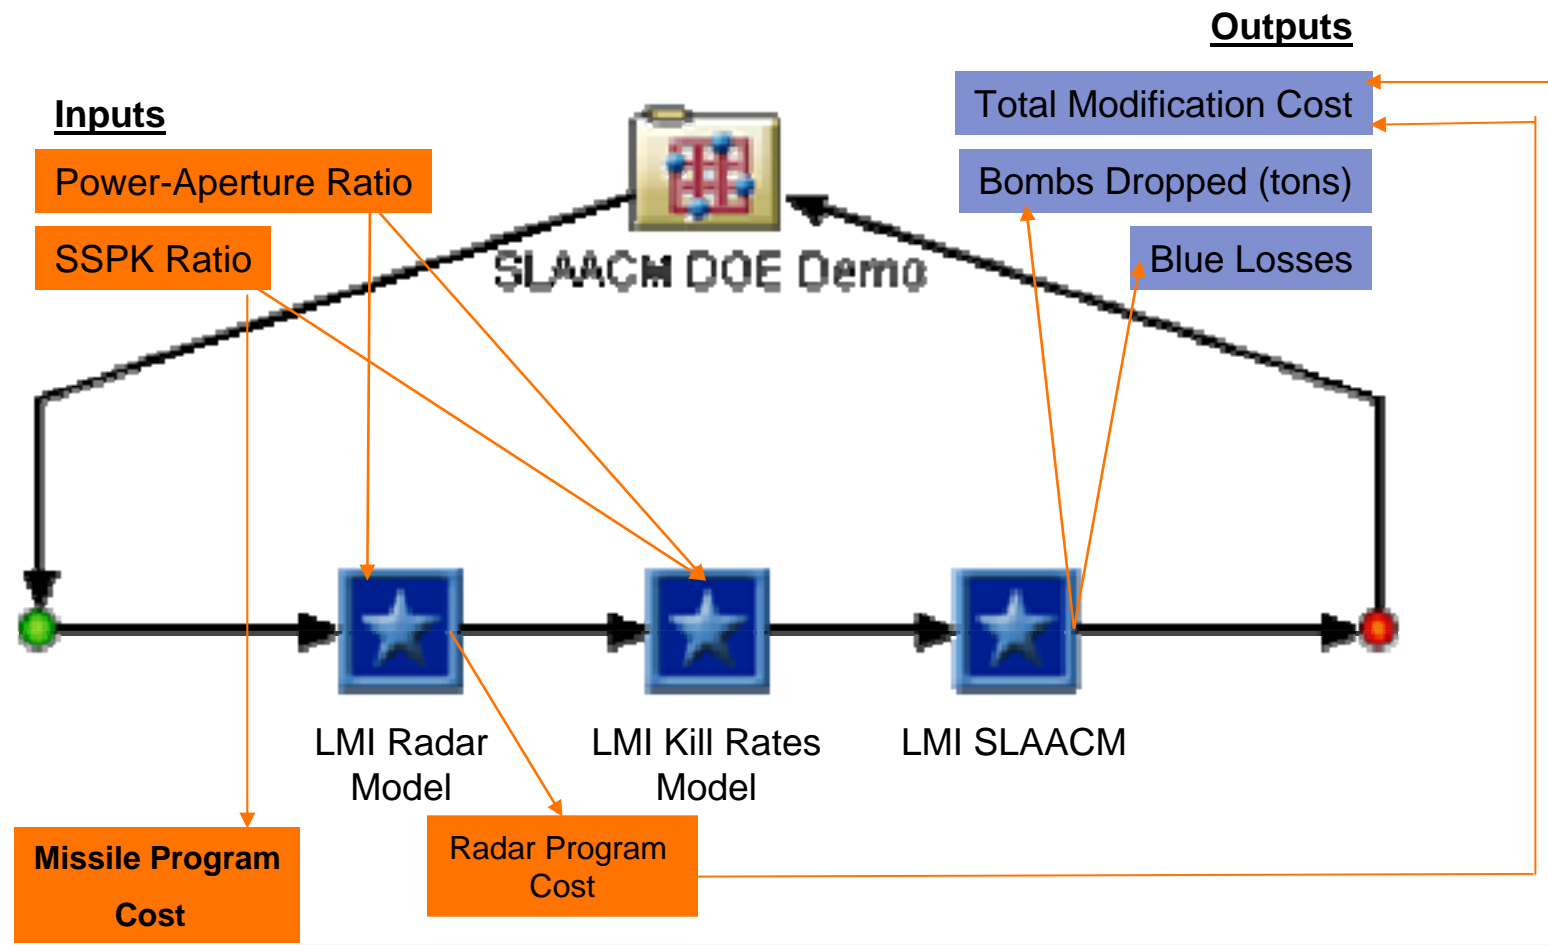 Outputs
Total Modification Cost
Inputs
Power-Aperture Ratio
Bombs Dropped (tons)
SSPK Ratio
Blue Losses
SLAACM DOE Demo
LMI Radar
Model
LMI Kill Rates
Model
LMI SLAACM
Missile Program
Cost
Radar Program
Cost